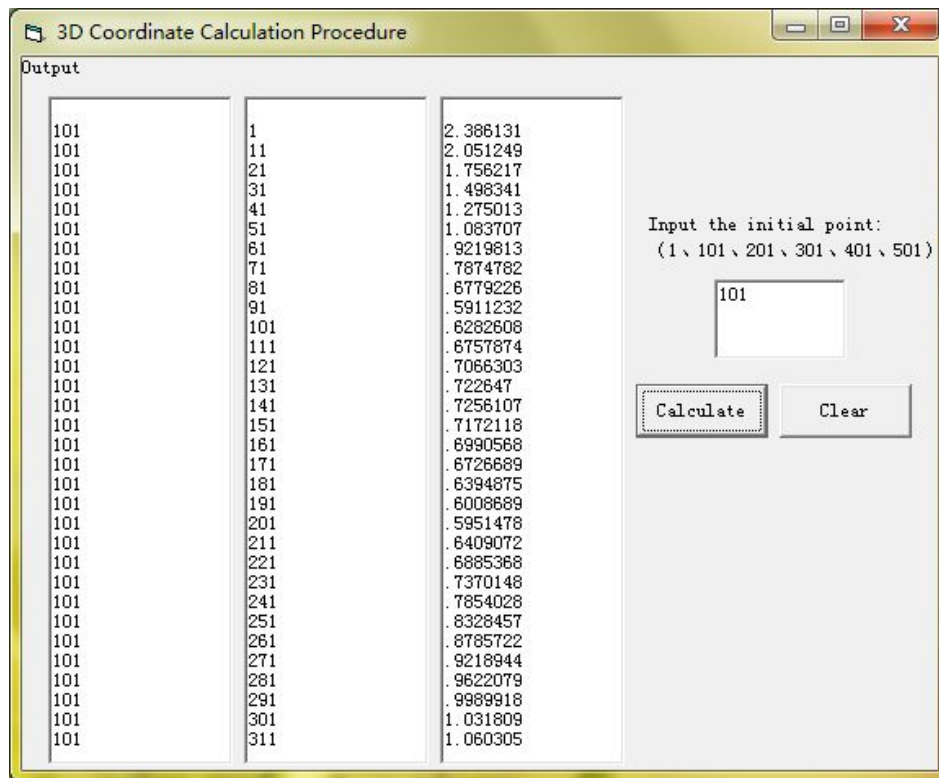 3D Coordinate Calculation Procedure
Output
101 1 2.386131
101 11 2.051249
101 21 1.756217
101 31 1.498341
101 41 1.275013
101 51 1.083707
101 61 .9219813
101 71 .7874782
101 81 .6779226
101 91 .5911232
101 101 .6282608
101 111 .6757874
101 121 .7066303
101 131 .722647
101 141 .7256107
101 151 .7172118
101 161 .6990568
101 171 .6726689
101 181 .6394875
101 191 .6008689
101 201 .5951478
101 211 .6409072
101 221 .6885368
101 231 .7370148
101 241 .7854028
101 251 .8328457
101 261 .8785722
101 271 .9218944
101 281 .9622079
101 291 .9989918
101 301 1.031809
101 311 1.060305
Input the initial point:
(1、101、201、301、401、501)
101
Calculate Clear